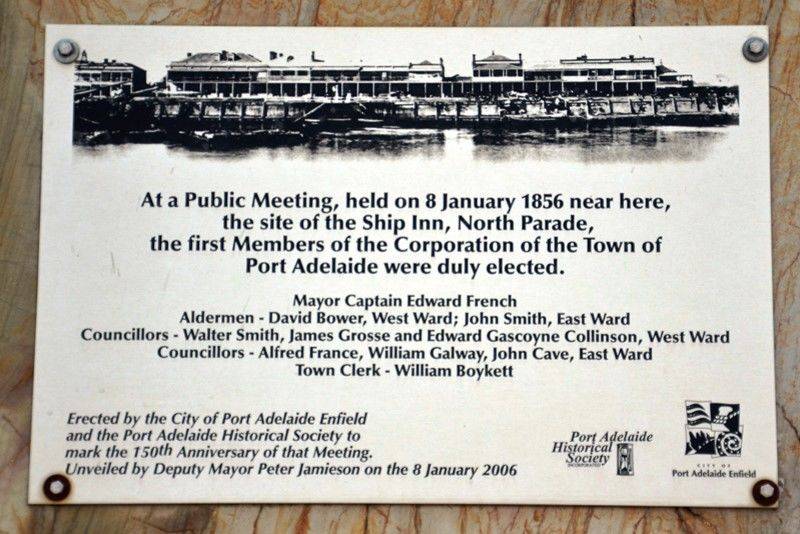 At a Public Meeting, held on 8 January 1856 near here,
the site of the Ship Inn, North Parade,
the first Members of the Corporation of the Town of
Port Adelaide were duly elected.
Mayor Captain Edward French
Aldermen - David Bower, West Ward; John Smith, East Ward
Councillors - Walter Smith, James Grosse and Edward Gascoyne Collinson, West Ward
Councillors - Alfred France, William Galway, John Cave, East Ward
Town Clerk - William Boykett
Erected by the City of Port Adelaide Enfield
and the Port Adelaide Historical Society to
mark the 150th Anniversary of that Meeting.
Unveiled by Deputy Mayor Peter Jamieson on the 8 January 2006
Port Adelaide
Historical
Society
INCORPORATED
CITY OF
Port Adelaide Enfield